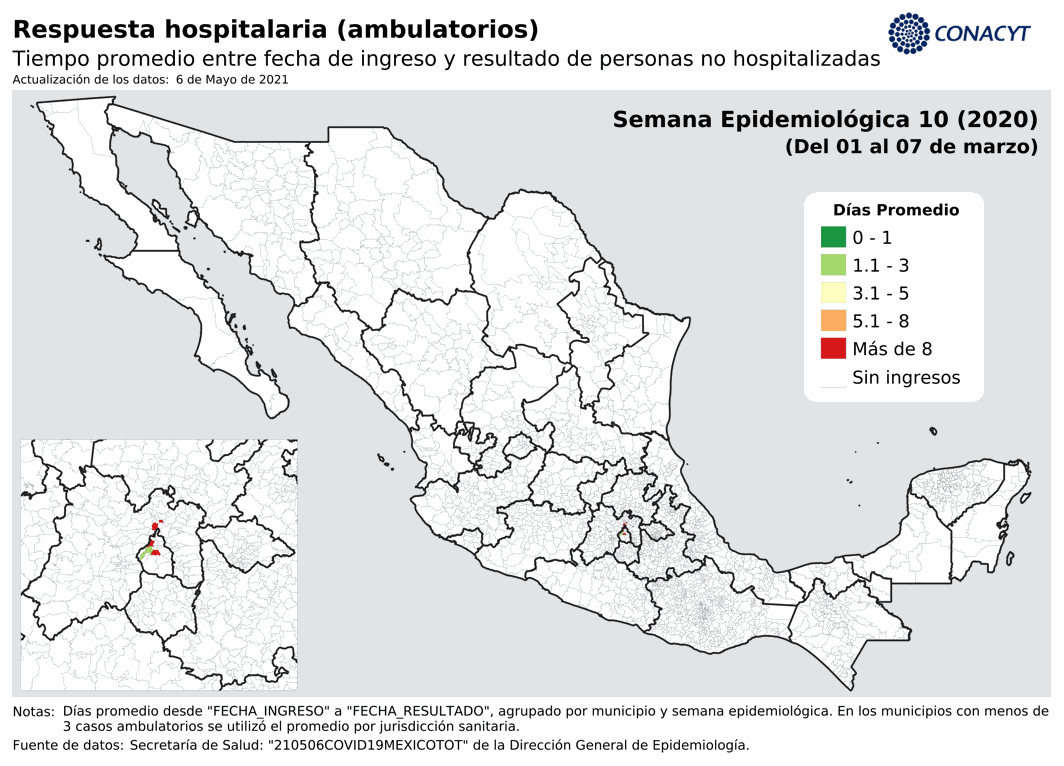 Respuesta hospitalaria (ambulatorios)
CONACYT
Tiempo promedio entre fecha de ingreso y resultado de personas no hospitalizadas
Actualización de los datos: 6 de Mayo de 2021
Semana Epidemiológica 10 (2020)
(Del 01 al 07 de marzo)
Días Promedio
0 - 1
1.1 - 3
3.1 - 5
5.1 - 8
Más de 8
Sin ingresos
Notas: Días promedio desde "FECHA_INGRESO" a "FECHA_RESULTADO", agrupado por municipio y semana epidemiológica. En los municipios con menos de
3 casos ambulatorios se utilizó el promedio por jurisdicción sanitaria.
Fuente de datos: Secretaría de Salud: "210506COVID19MEXICOTOT" de la Dirección General de Epidemiología.